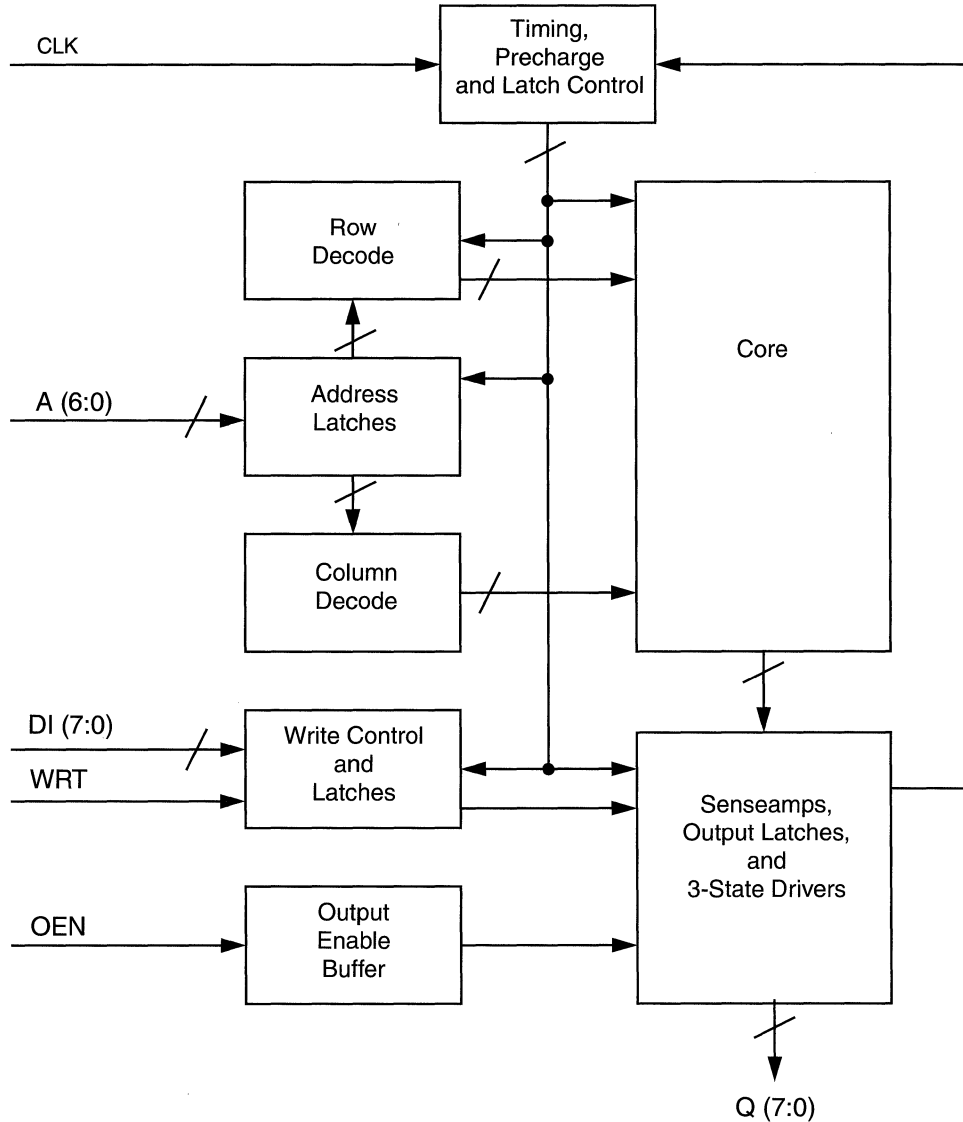 CLK
Timing,
Precharge
and Latch Control
Row
Decode
Core
A (6:0)
Address
Latches
Column
Decode
DI (7:0)
WRT
Write Control
and
Latches
Senseamps,
Output Latches,
and
3-State Drivers
OEN
Output
Enable
Buffer
Q (7:0)